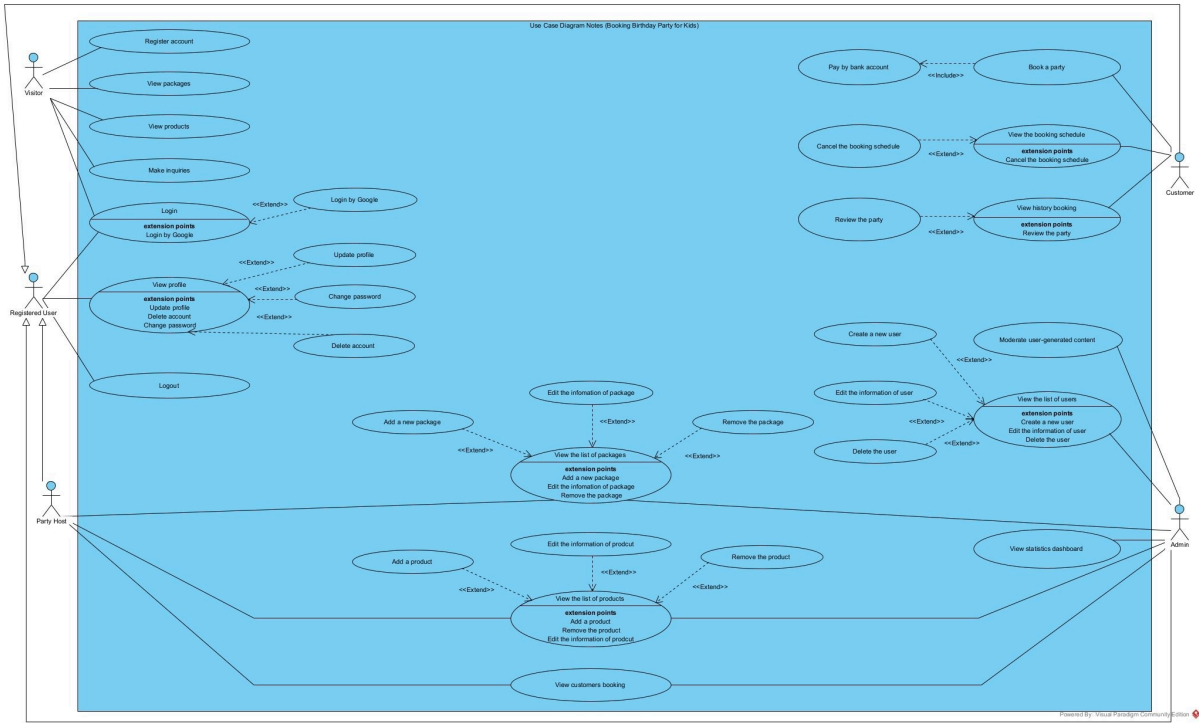 Use Case Diagram Notes (Booking Birthday Party for Kids)
Register account
Visitor
View packages
View products
Make inquiries
Login
extension points
Login by Google
<<Extend>>
Login by Google
View profile
extension points
Update profile
Delete account
Change password
<<Extend>>
Update profile
<<Extend>>
Change password
<<Extend>>
Delete account
Registered User
Logout
Pay by bank account
<<Include>>
Book a party
Cancel the booking schedule
<<Extend>>
View the booking schedule
extension points
Cancel the booking schedule
Customer
Review the party
<<Extend>>
View history booking
extension points
Review the party
Create a new user
<<Extend>>
Moderate user-generated content
Edit the information of user
<<Extend>>
Delete the user
<<Extend>>
View the list of users
extension points
Create a new user
Edit the information of user
Delete the user
Edit the infomation of package
Add a new package
<<Extend>>
<<Extend>>
Remove the package
<<Extend>>
View the list of packages
extension points
Add a new package
Edit the infomation of package
Remove the package
Party Host
Admin
View statistics dashboard
Edit the information of prodcut
Add a product
<<Extend>>
<<Extend>>
Remove the product
<<Extend>>
View the list of products
extension points
Add a product
Remove the product
Edit the information of prodcut
View customers booking
Powered By: Visual Paradigm Community Edition